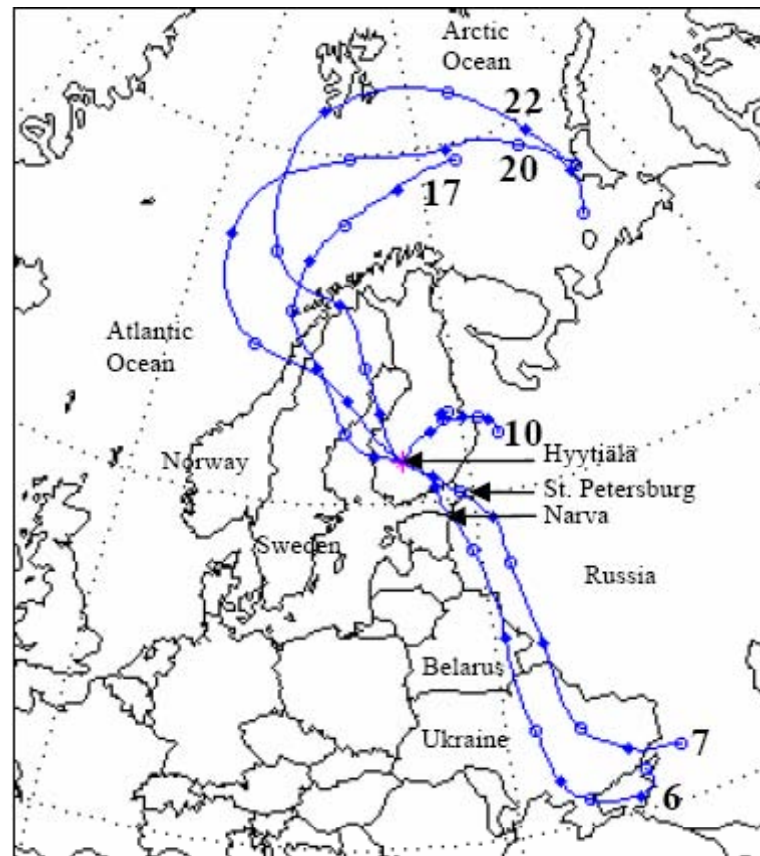 Arctic
Ocean
22
20
17
Atlantic
Ocean
10
Norway
Hyytiälä
St. Petersburg
Narva
Sweden
Russia
Belarus
Ukraine
7
6